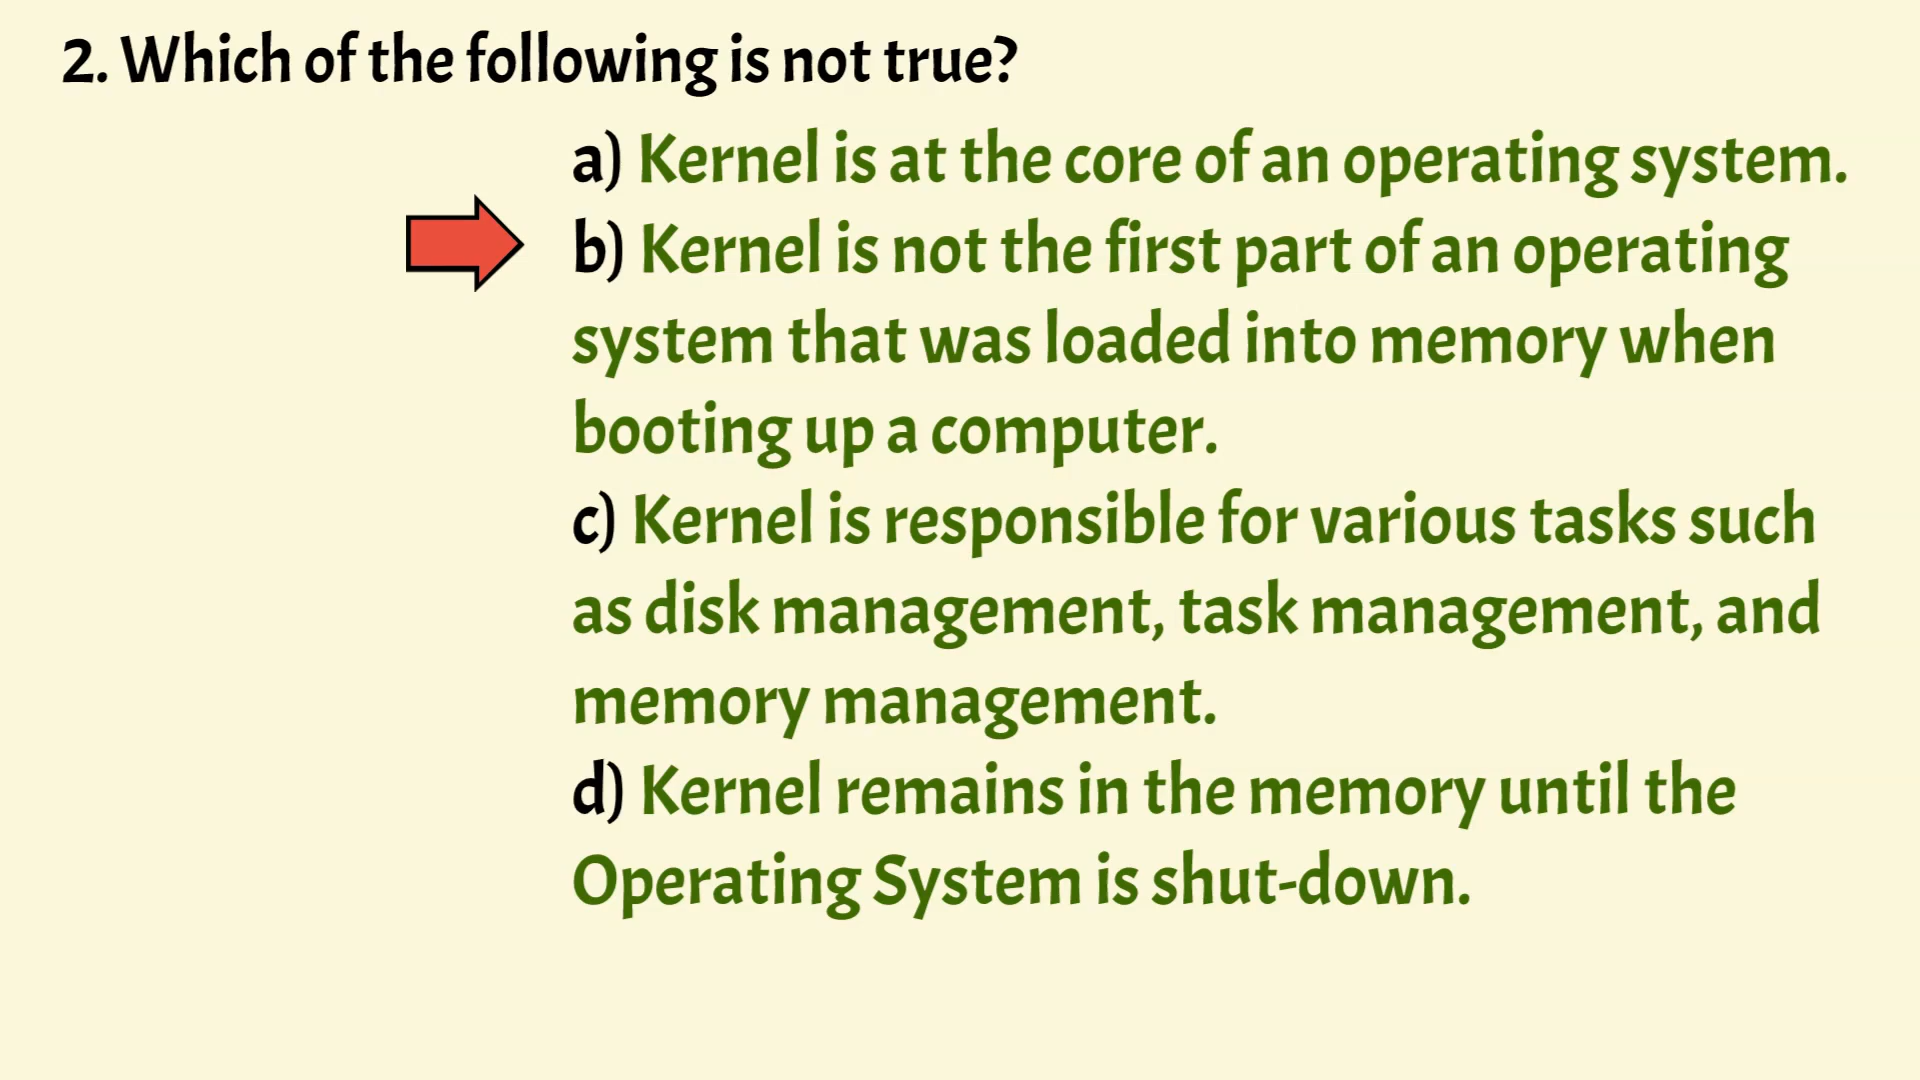 2. Which of the following is not true?
a) Kernel is at the core of an operating system.
b) Kernel is not the first part of an operating
system that was loaded into memory when
booting up a computer.
c) Kernel is responsible for various tasks such
as disk management, task management, and
memory management.
d) Kernel remains in the memory until the
Operating System is shut-down.